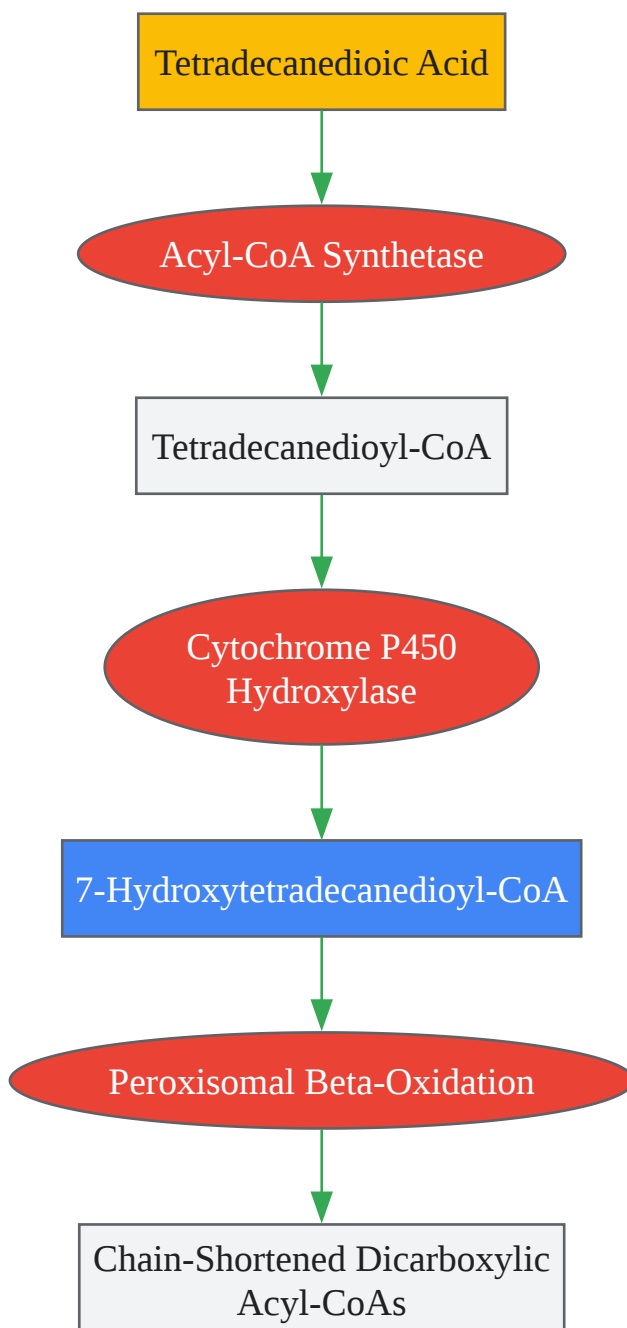 Tetradecanedioic Acid
Acyl-CoA Synthetase
Tetradecanedioyl-CoA
Cytochrome P450
Hydroxylase
7-Hydroxytetradecanedioyl-CoA
Peroxisomal Beta-Oxidation
Chain-Shortened Dicarboxylic
Acyl-CoAs